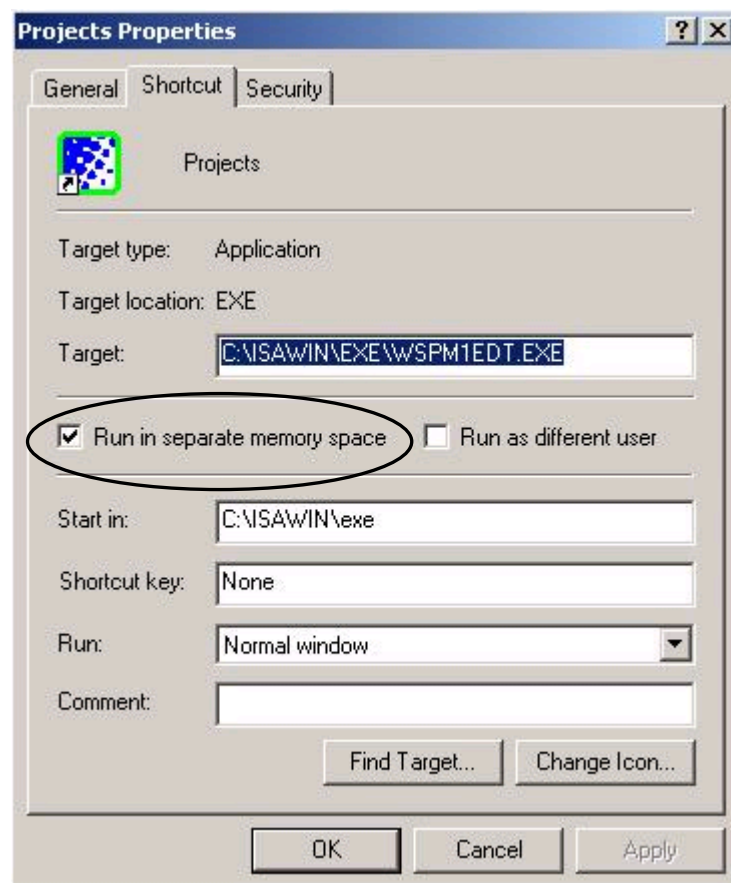 Projects Properties
? X
General Shortcut Security
Projects
Target type: Application
Target location: EXE
Target: C:\ISAWIN\EXE\WSPM1EDT.EXE
Run in separate memory space Run as different user
Start in: C:\ISAWIN\exe
Shortcut key: None
Run: Normal window
Comment:
Find Target... Change Icon...
OK Cancel Apply